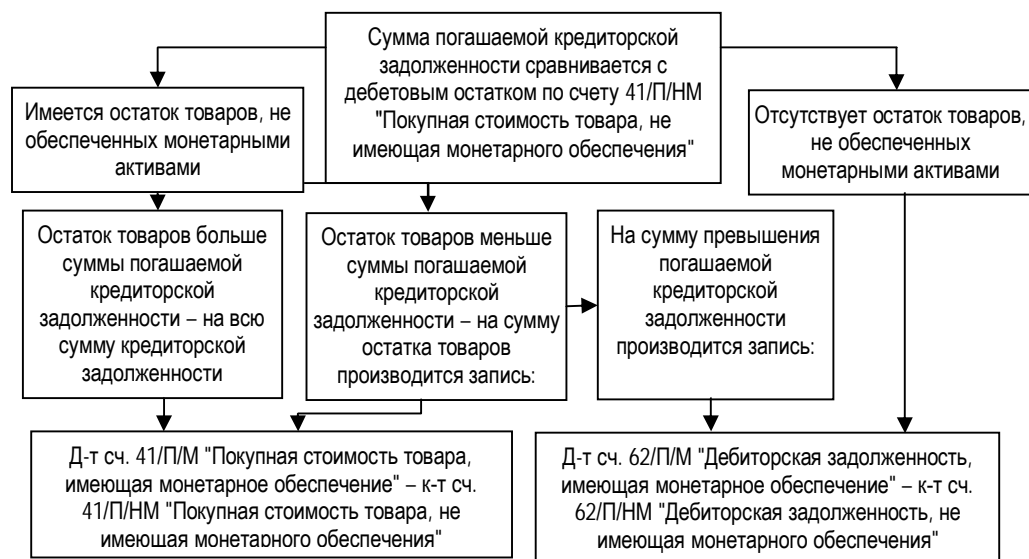 Сумма погашаемой кредиторской
задолженности сравнивается с
дебетовым остатком по счету 41/П/НМ
"Покупная стоимость товара, не
имеющая монетарного обеспечения"
Имеется остаток товаров, не
обеспеченных монетарными
активами
Отсутствует остаток товаров,
не обеспеченных
монетарными активами
Остаток товаров больше
суммы погашаемой
кредиторской
задолженности – на всю
сумму кредиторской
задолженности
Остаток товаров меньше
суммы погашаемой
кредиторской
задолженности – на сумму
остатка товаров
производится запись:
На сумму превышения
погашаемой
кредиторской
задолженности
производится запись:
Д-т сч. 41/П/М "Покупная стоимость товара,
имеющая монетарное обеспечение" – к-т сч.
41/П/НМ "Покупная стоимость товара, не
имеющая монетарного обеспечения"
Д-т сч. 62/П/М "Дебиторская задолженность,
имеющая монетарное обеспечение" – к-т сч.
62/П/НМ "Дебиторская задолженность, не
имеющая монетарного обеспечения"